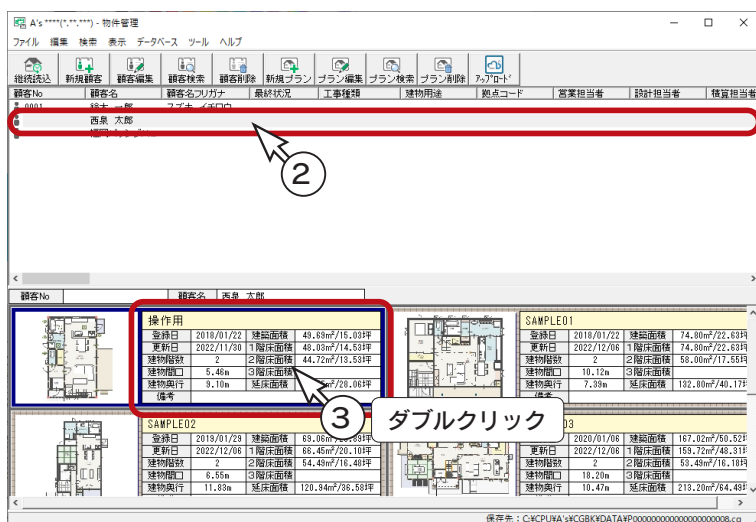 A's ****(*.**.***) - 物件管理
ファイル 編集 検索 表示 データベース ツール ヘルプ
継続読込 新規顧客 顧客編集 顧客検索 顧客削除 新規プラン プラン編集 プラン検索 プラン削除 アップロード
顧客No 顧客名 顧客名フリガナ 最終状況 工事種類 建物用途 拠点コード 営業担当者 設計担当者 積算担当者
0001 鈴木 一郎 スズキ イチロウ
西泉 太郎
②
顧客No 顧客名 西泉 太郎
操作用
登録日 2018/01/22 建築面積 49.69m²/15.03坪
更新日 2022/11/30 1階床面積 48.03m²/14.53坪
建物階数 2 2階床面積 44.72m²/13.53坪
建物間口 5.46m 3階床面積
建物奥行 9.10m 延床面積 /28.06坪
備考
SAMPLE01
登録日 2018/01/22 建築面積 74.80m²/22.63坪
更新日 2022/12/06 1階床面積 74.80m²/22.63坪
建物階数 2 2階床面積 58.00m²/17.55坪
建物間口 10.12m 3階床面積
建物奥行 7.39m 延床面積 132.80m²/40.17坪
備考
③ ダブルクリック
SAMPLE02
登録日 2019/01/29 建築面積 69.06m²
更新日 2022/12/06 1階床面積 66.45m²/20.10坪
建物階数 2 2階床面積 54.49m²/16.48坪
建物間口 6.55m 3階床面積
建物奥行 11.83m 延床面積 120.94m²/36.58坪
03
2020/01/06 建築面積 167.02m²/50.52坪
更新日 2022/12/06 1階床面積 159.72m²/48.31坪
建物階数 2 2階床面積 53.49m²/16.18坪
建物間口 18.20m 3階床面積
建物奥行 10.47m 延床面積 213.20m²/64.49坪